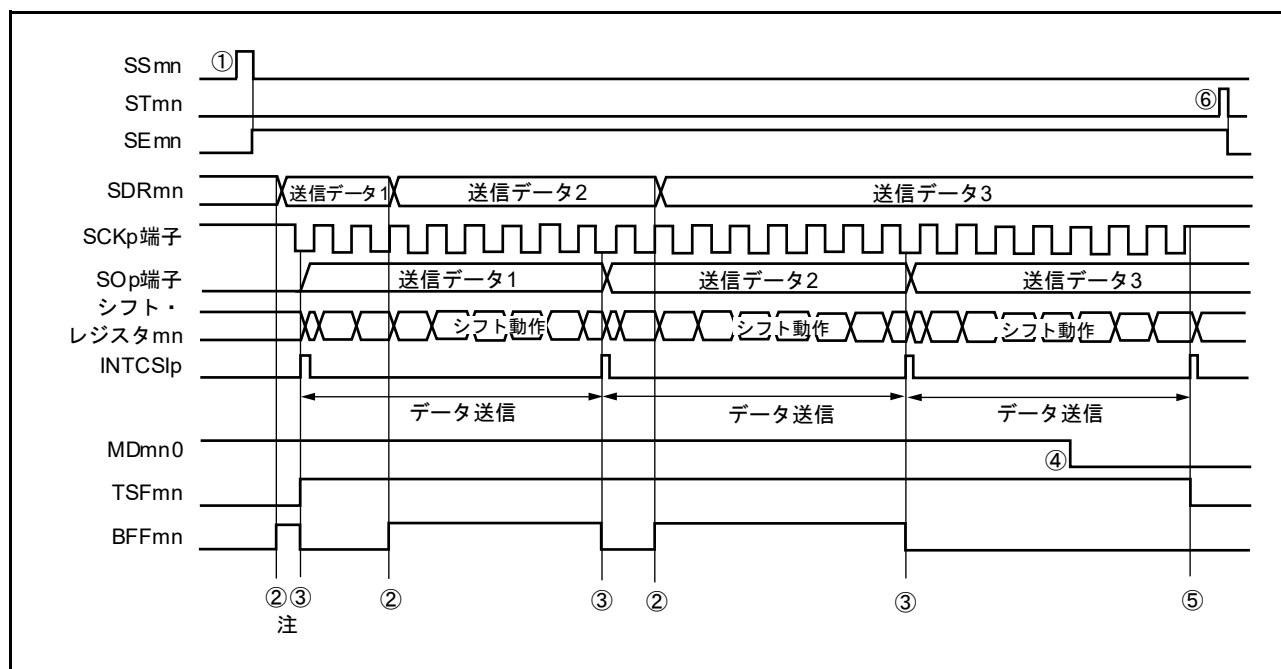 ① SSmn
⑥ STmn
SEmn
SDRmn 送信データ1 送信データ2 送信データ3
SCKp端子
SOp端子 送信データ1 送信データ2 送信データ3
シフト・
レジスタmn シフト動作 シフト動作 シフト動作
INTCSIp
データ送信 データ送信 データ送信
MDmn0 ④
TSFmn
BFFmn
②③ ② ③ ② ③ ⑤
注